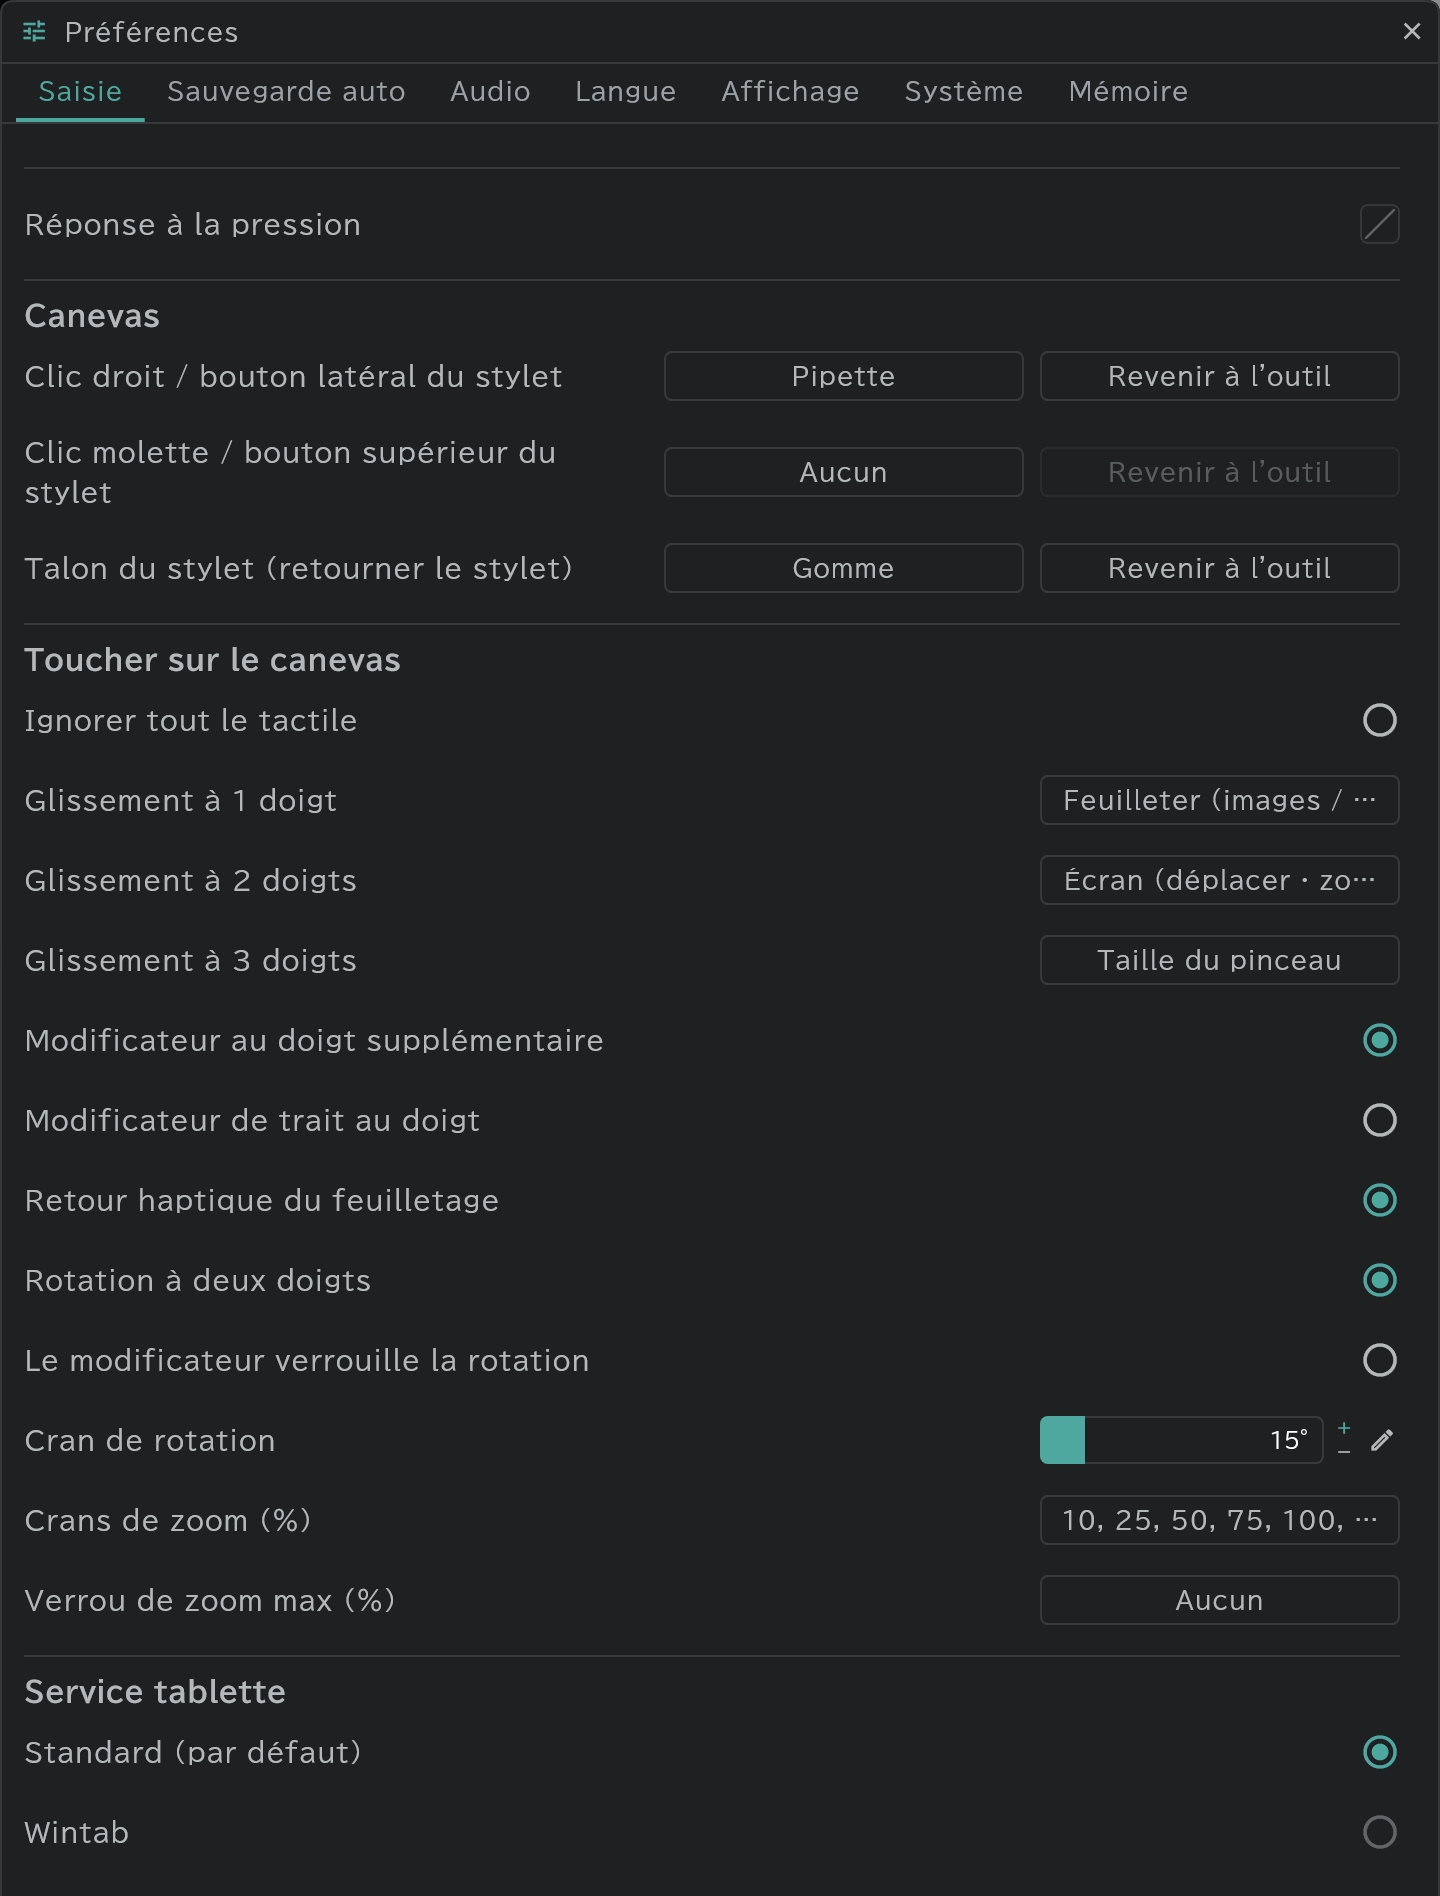 Préférences
Saisie Sauvegarde auto Audio Langue Affichage Système Mémoire
Réponse à la pression
Canevas
Clic droit / bouton latéral du stylet Pipette Revenir à l’outil
Clic molette / bouton supérieur du
stylet Aucun Revenir à l’outil
Talon du stylet (retourner le stylet) Gomme Revenir à l’outil
Toucher sur le canevas
Ignorer tout le tactile
Glissement à 1 doigt Feuilleter (images / …
Glissement à 2 doigts Écran (déplacer · zo…
Glissement à 3 doigts Taille du pinceau
Modificateur au doigt supplémentaire
Modificateur de trait au doigt
Retour haptique du feuilletage
Rotation à deux doigts
Le modificateur verrouille la rotation
Cran de rotation 15°
Crans de zoom (%) 10, 25, 50, 75, 100, …
Verrou de zoom max (%) Aucun
Service tablette
Standard (par défaut)
Wintab